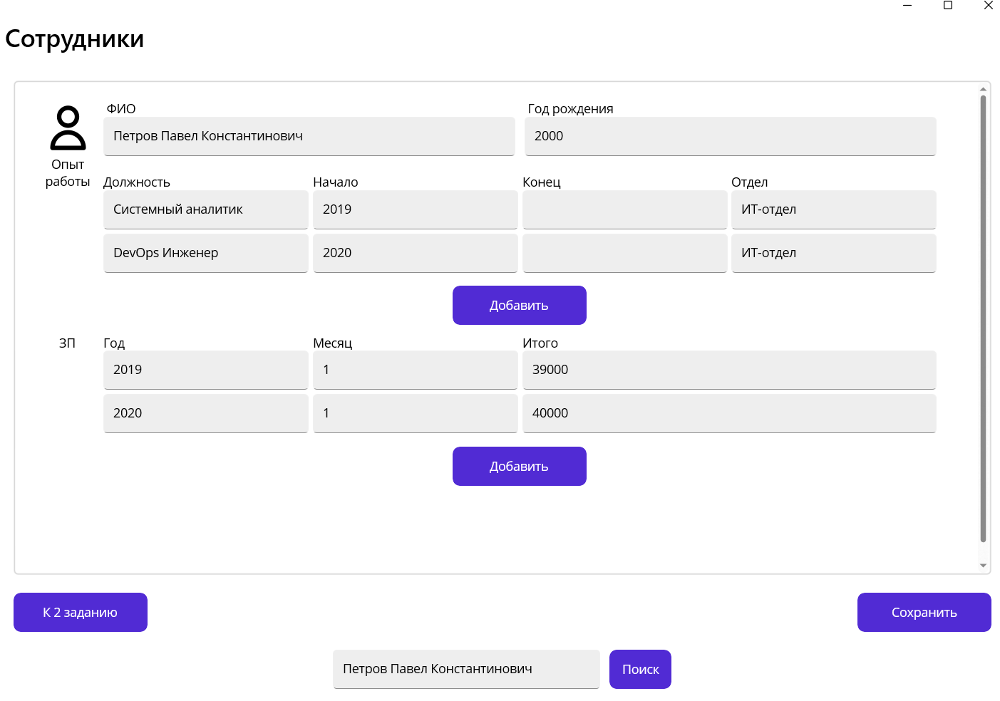 Сотрудники
ФИО Год рождения
Петров Павел Константинович 2000
Опыт
работы
Должность Начало Конец Отдел
Системный аналитик 2019 ИТ-отдел
DevOps Инженер 2020 ИТ-отдел
Добавить
ЗП Год Месяц Итого
2019 1 39000
2020 1 40000
Добавить
К 2 заданию Сохранить
Петров Павел Константинович Поиск